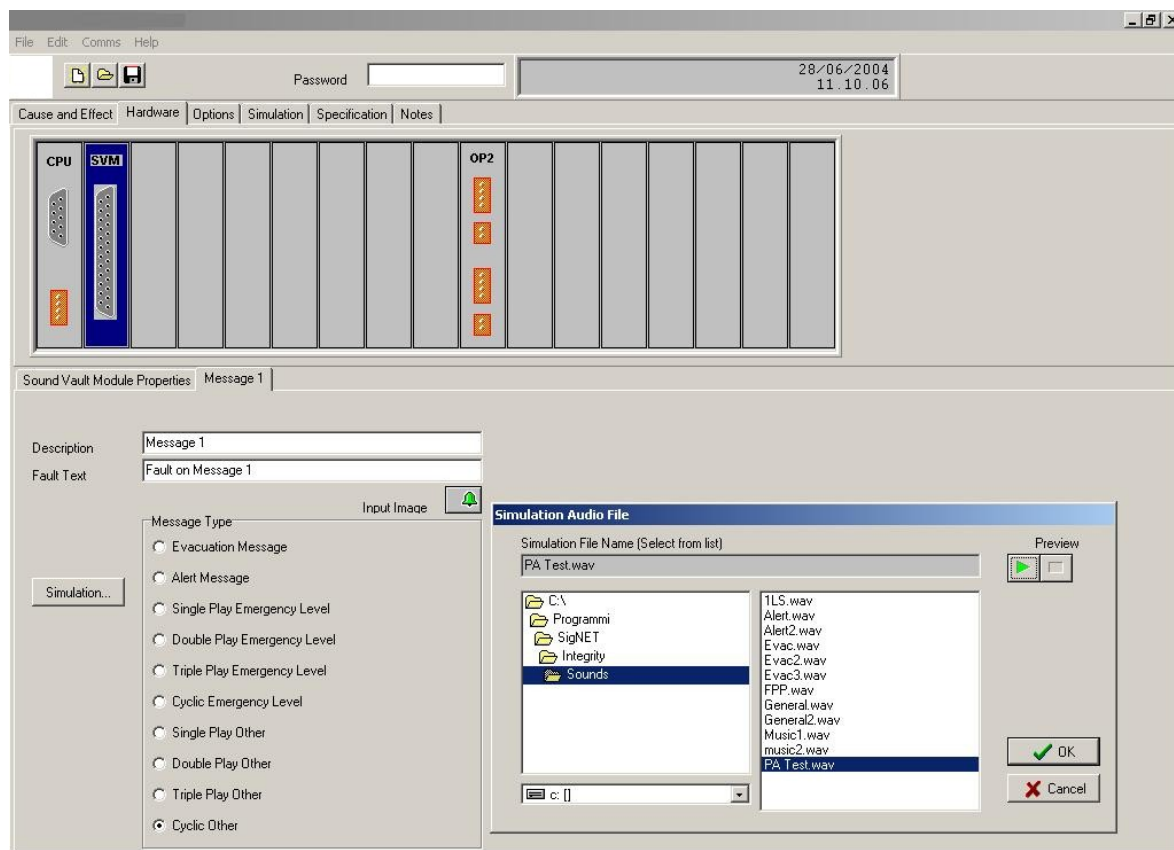 File Edit Comms Help
Password
28/06/2004
11.10.06
Cause and Effect Hardware Options Simulation Specification Notes
CPU SVM OP2
Sound Vault Module Properties Message 1
Description Message 1
Fault Text Fault on Message 1
Input Image
Message Type
Evacuation Message
Alert Message
Simulation...
Single Play Emergency Level
Double Play Emergency Level
Triple Play Emergency Level
Cyclic Emergency Level
Single Play Other
Double Play Other
Triple Play Other
Cyclic Other
Simulation Audio File
Simulation File Name (Select from list) Preview
PA Test.wav
C:\
Programmi
SigNET
Integrity
Sounds
c: []
1LS.wav
Alert.wav
Alert2.wav
Evac.wav
Evac2.wav
Evac3.wav
FPP.wav
General.wav
General2.wav
Music1.wav
music2.wav
PA Test.wav
OK
Cancel